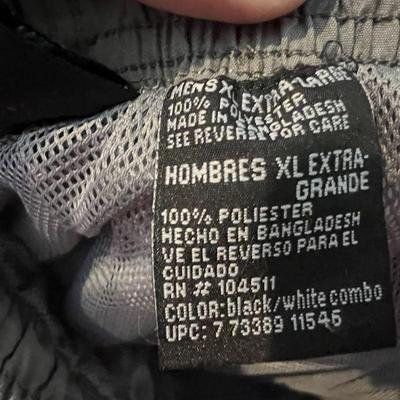 MENS XL EXTRA-LARGE
100% POLYESTER
MADE IN BANGLADESH
SEE REVERSE FOR CARE
HOMBRES XL EXTRA-
GRANDE
100% POLIESTER
HECHO EN BANGLADESH
VE EL REVERSO PARA EL
CUIDADO
RN # 104511
COLOR: black/white combo
UPC: 7 73389 11546